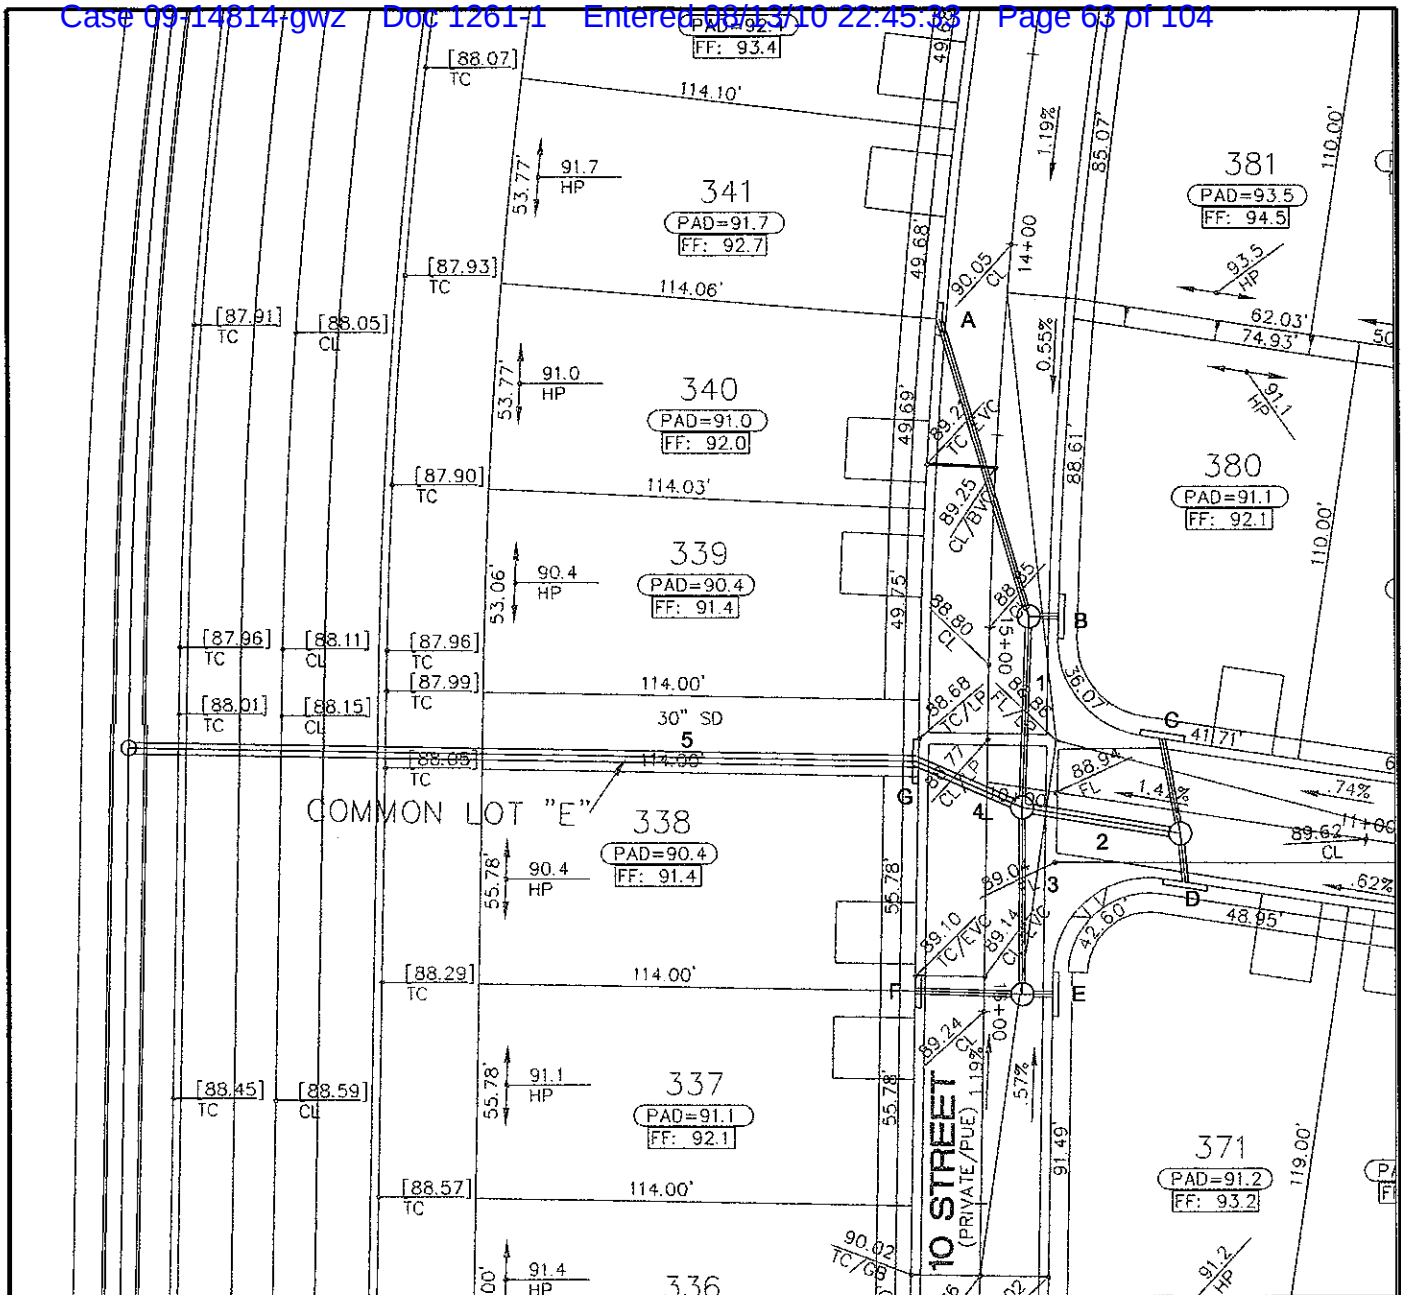 Case 09-14814-gwz Doc 1261-1 Entered 08/13/10 22:45:33 Page 63 of 104
FF: 93.4
[88.07]
TC
114.10'
1.19%
85.07'
110.00'
381
PAD=93.5
FF: 94.5
53.77'
91.7
HP
341
PAD=91.7
FF: 92.7
49.68'
14+00
90.05
CL
93.5
HP
[87.93]
TC
114.06'
[87.91]
TC
[88.05]
CL
A
0.55%
62.03'
74.93'
53.77'
91.0
HP
340
PAD=91.0
FF: 92.0
49.69'
TC EVC
91.1
HP
88.61'
380
PAD=91.1
FF: 92.1
[87.90]
TC
114.03'
89.25
CL/BVC
110.00'
339
PAD=90.4
FF: 91.4
53.06'
90.4
HP
49.75'
88.80
CL
15+00
B
[87.96]
TC
[88.11]
CL
[87.96]
TC
[87.99]
TC
114.00'
36.07
1
88.68
TC/LP
[88.01]
TC
[88.15]
CL
30" SD
5
C
41.71'
[88.05]
TC
114.00'
88.94
FL
COMMON LOT "E"
G
4
2
.74%
11+00
89.62
CL
338
PAD=90.4
FF: 91.4
55.78'
90.4
HP
55.78'
89.04
3
.62%
D
89.10
TC/EVC
89.14
42.60'
48.95'
[88.29]
TC
114.00'
F
E
15+00
89.24
CL
[88.45]
TC
[88.59]
CL
55.78'
91.1
HP
337
PAD=91.1
FF: 92.1
55.78'
1.19%
.57%
10 STREET
(PRIVATE/PUE)
91.49'
371
PAD=91.2
FF: 93.2
119.00'
[88.57]
TC
114.00'
90.02
TC/GB
91.4
HP
336
91.2
HP